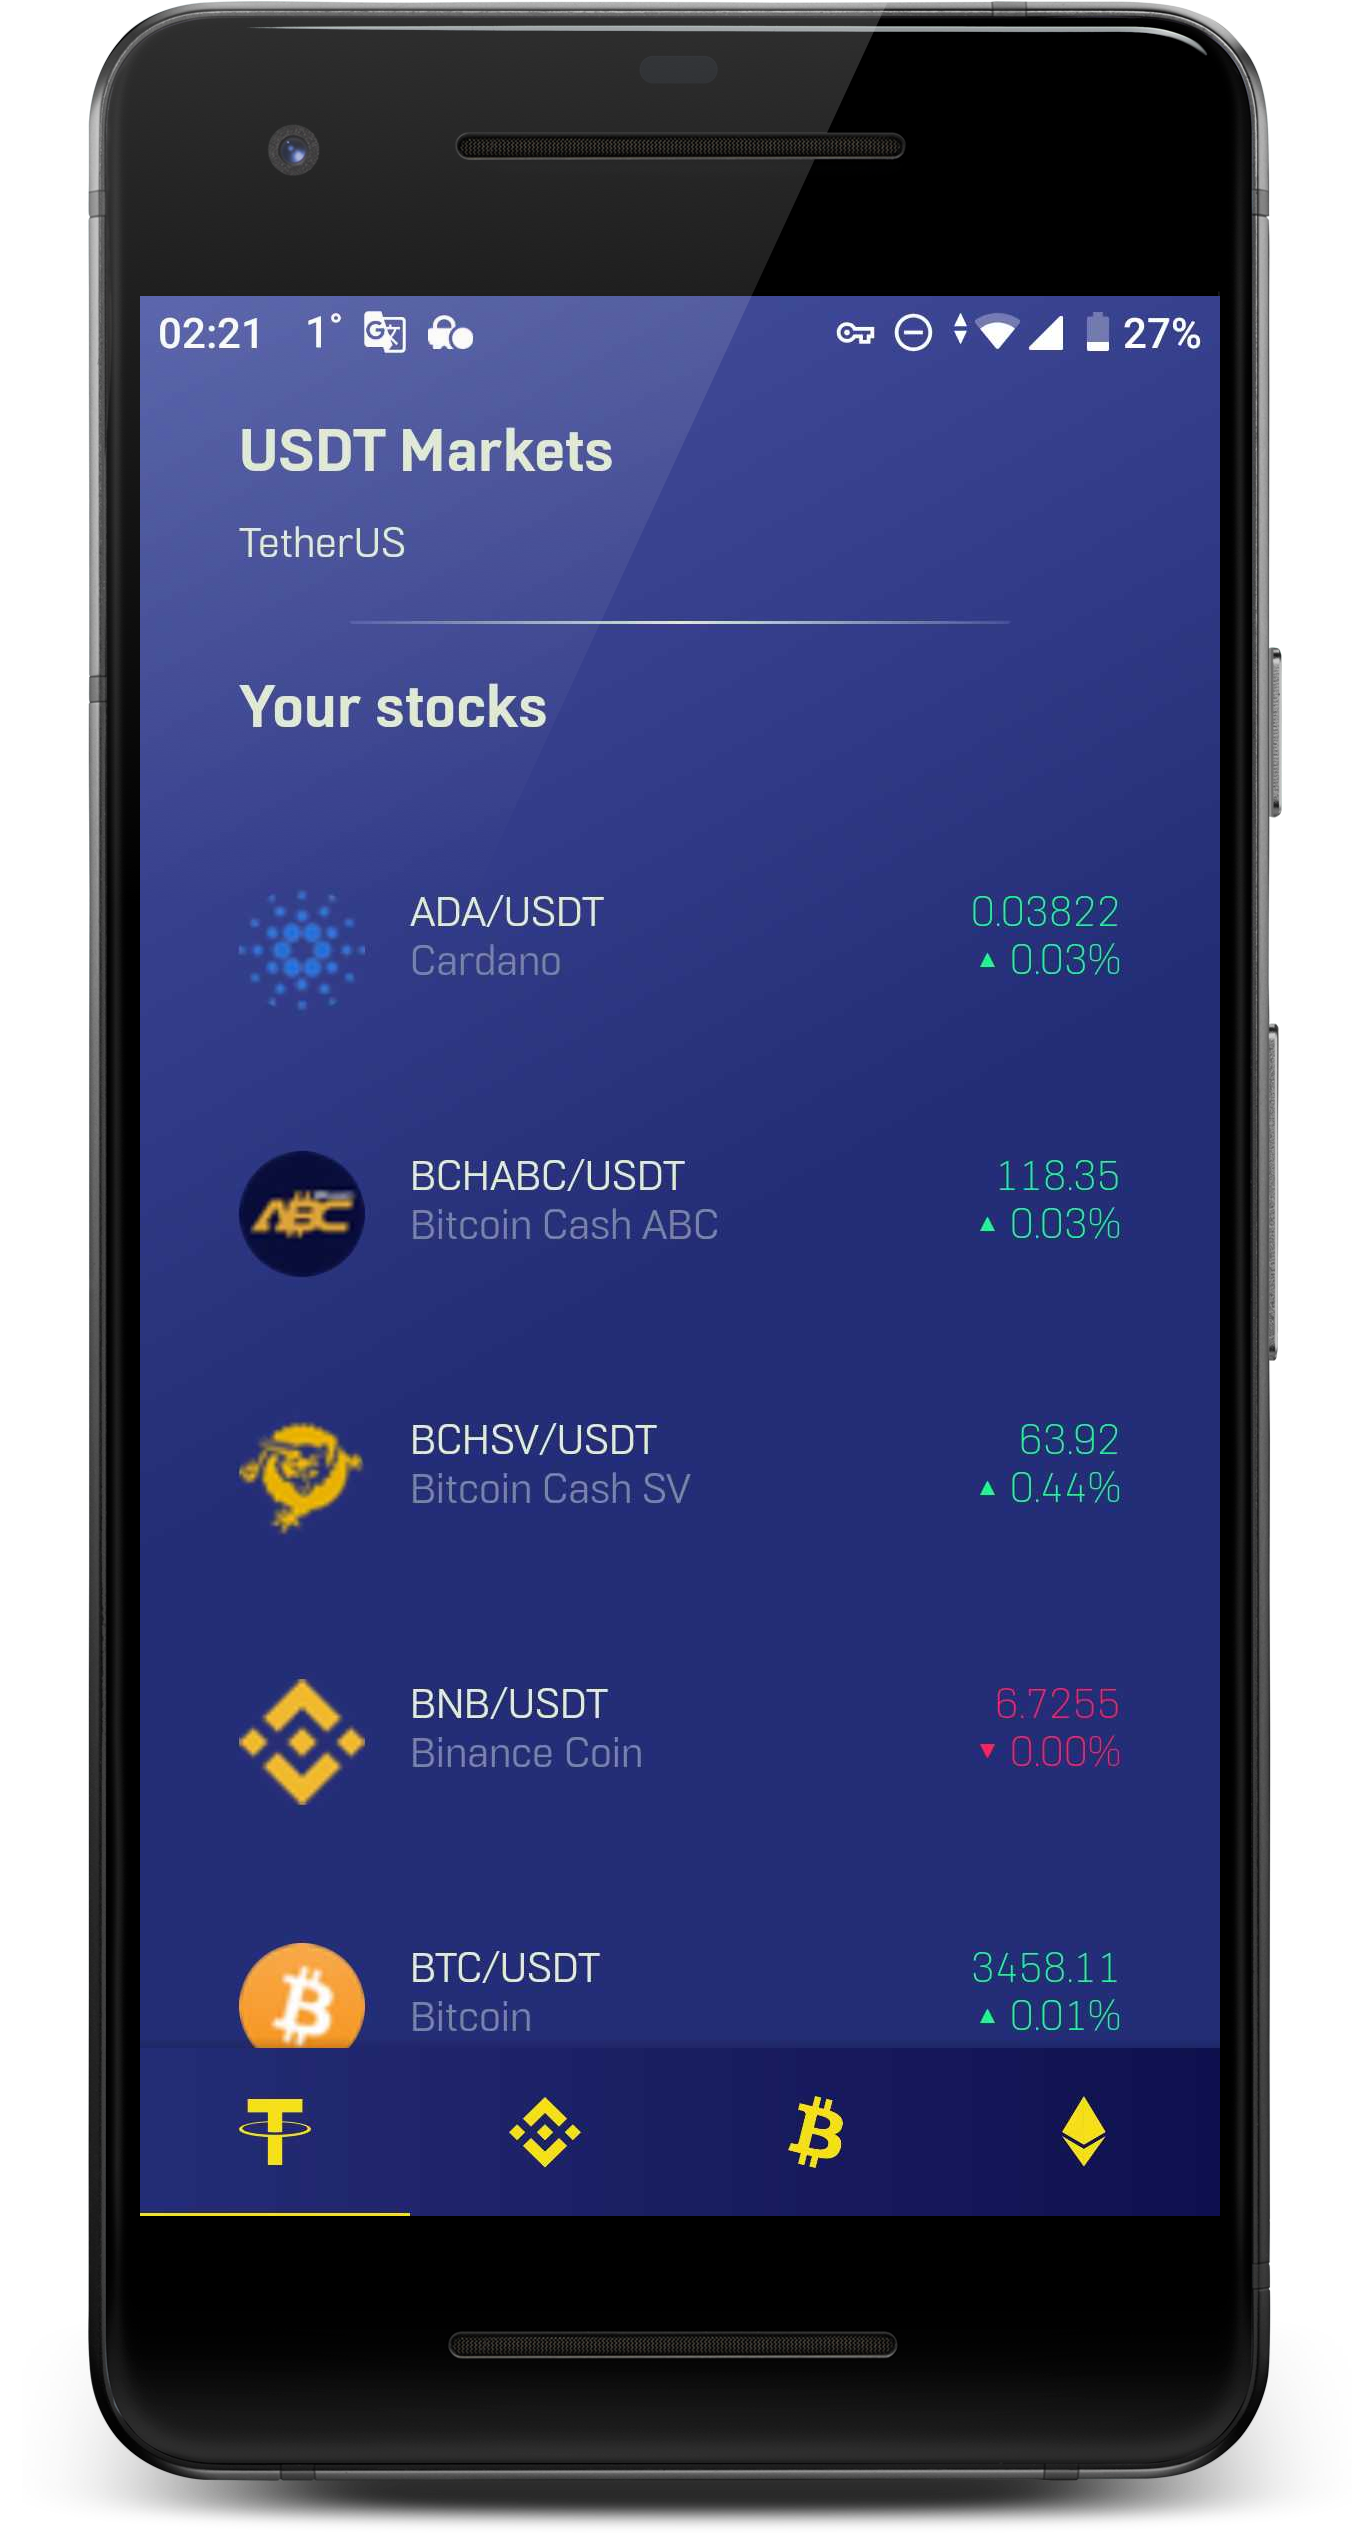 02:21 1° 27%
USDT Markets
TetherUS
Your stocks
ADA/USDT 0.03822
Cardano ▲ 0.03%
ABC
BCHABC/USDT 118.35
Bitcoin Cash ABC ▲ 0.03%
BCHSV/USDT 63.92
Bitcoin Cash SV ▲ 0.44%
BNB/USDT 6.7255
Binance Coin ▼ 0.00%
BTC/USDT 3458.11
Bitcoin ▲ 0.01%